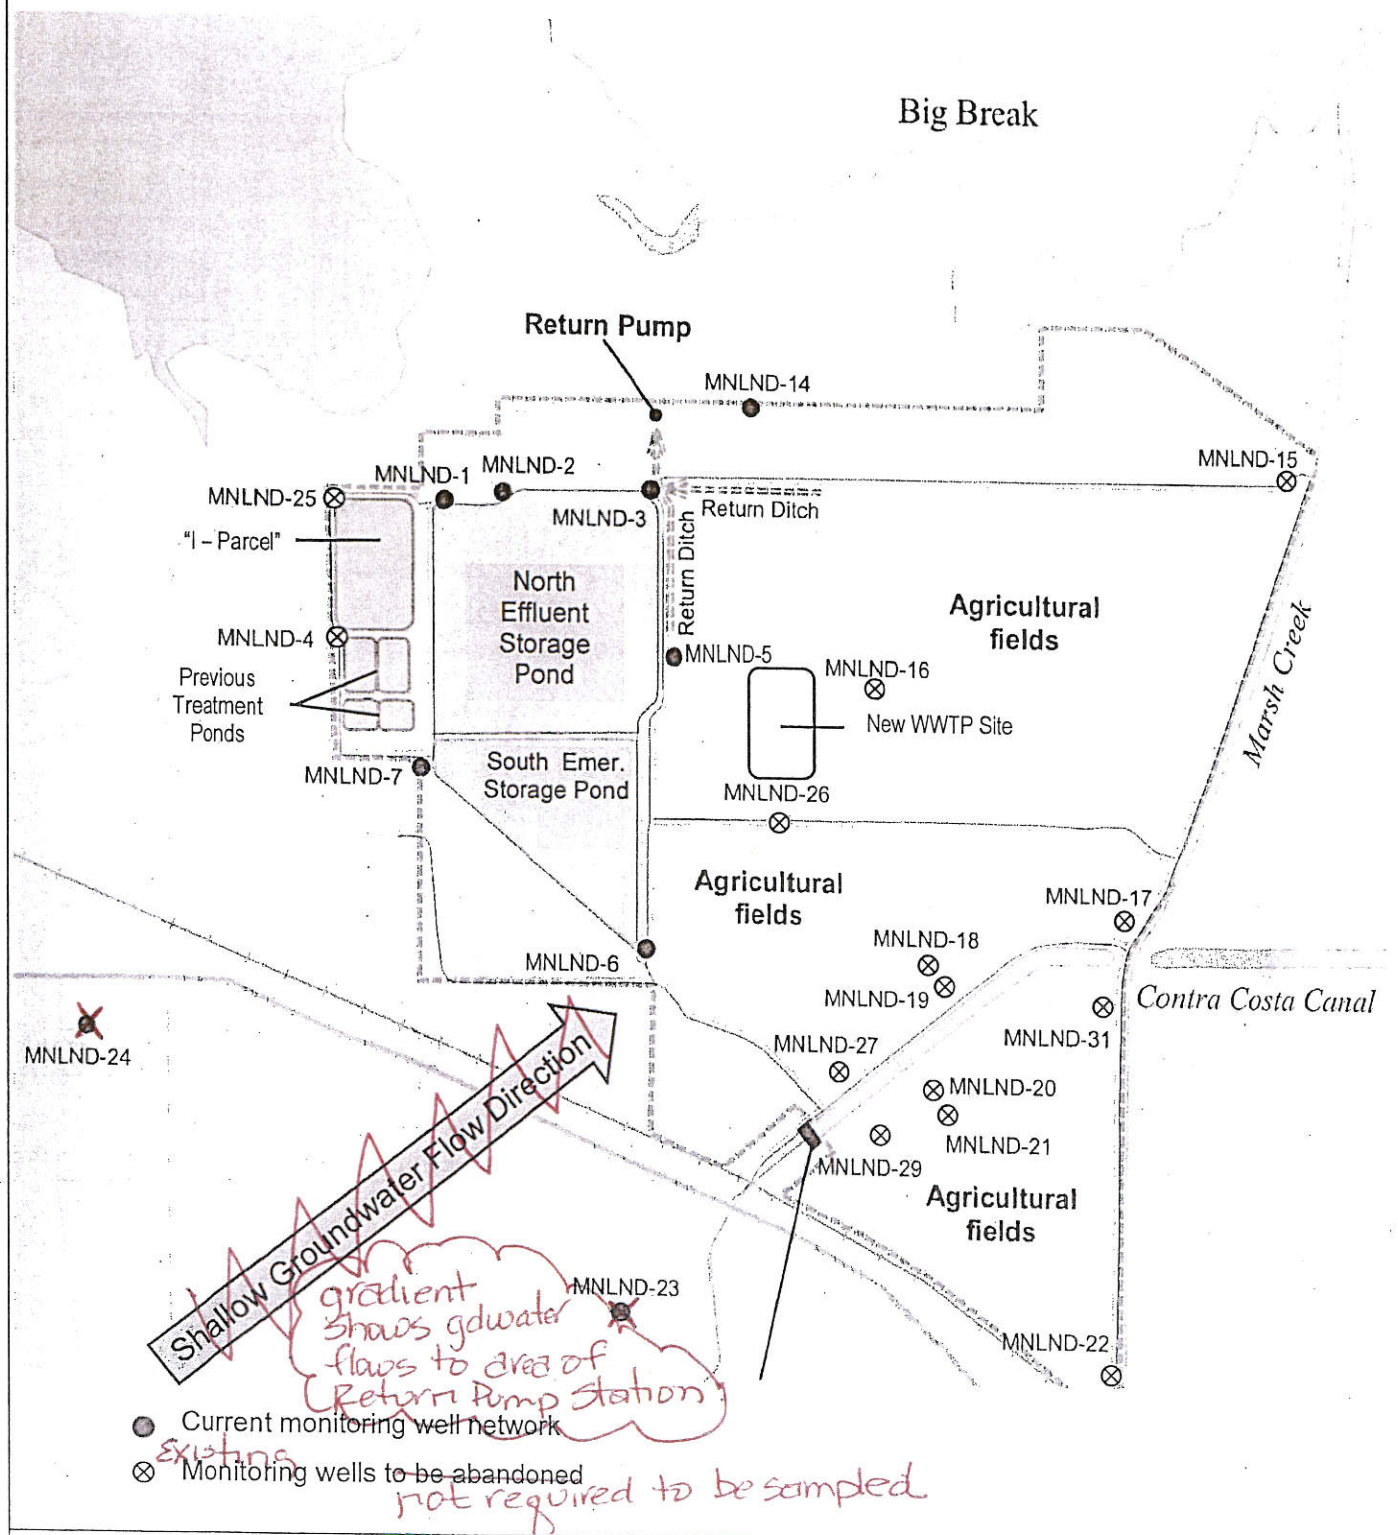 Big Break
Return Pump
MNLND-14
MNLND-15
MNLND-1
MNLND-2
MNLND-25
MNLND-3
Return Ditch
Return Ditch
"I – Parcel"
North
Effluent
Storage
Pond
Agricultural
fields
MNLND-4
MNLND-5
MNLND-16
Previous
Treatment
Ponds
New WWTP Site
Marsh Creek
MNLND-7
South Emer.
Storage Pond
MNLND-26
Agricultural
fields
MNLND-17
MNLND-18
MNLND-6
MNLND-19
Contra Costa Canal
MNLND-24
MNLND-27
MNLND-31
MNLND-20
MNLND-21
MNLND-29
Shallow Groundwater Flow Direction
Agricultural
fields
MNLND-23
gradient
shows gdwater
flows to area of
Return Pump Station
MNLND-22
Current monitoring well network
Existing
Monitoring wells to be abandoned
not required to be sampled